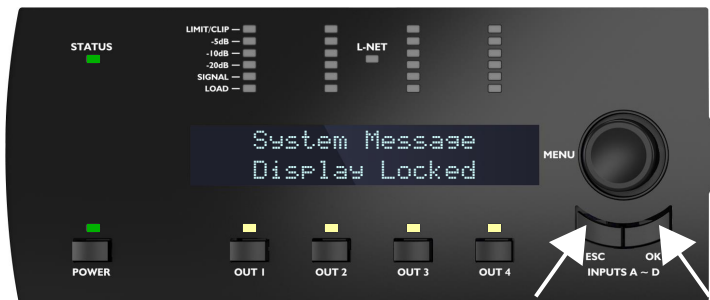 LIMIT/CLIP
-5dB
-10dB
-20dB
SIGNAL
LOAD
STATUS
L-NET
System Message
Display Locked
MENU
ESC OK
INPUTS A ~ D
POWER
OUT 1
OUT 2
OUT 3
OUT 4